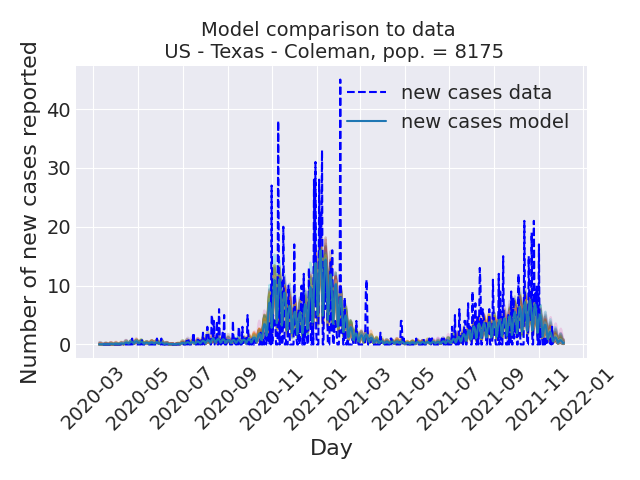 Model comparison to data
US - Texas - Coleman, pop. = 8175
Number of new cases reported
40
30
20
10
0
new cases data
new cases model
2020-03
2020-05
2020-07
2020-09
2020-11
2021-01
2021-03
2021-05
2021-07
2021-09
2021-11
2022-01
Day